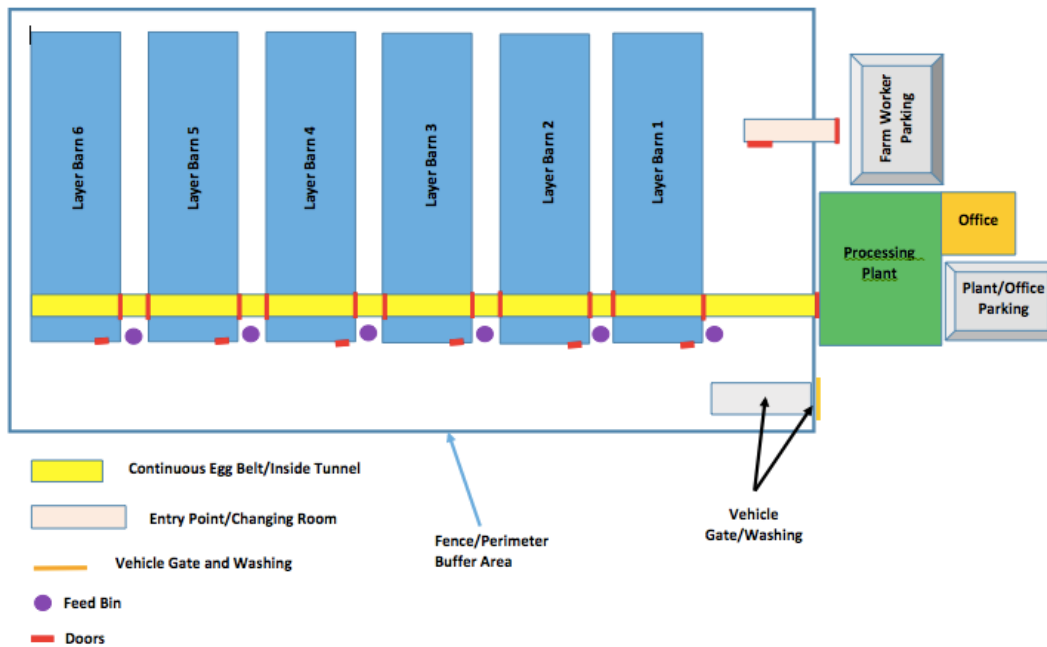 Layer Barn 6
Layer Barn 5
Layer Barn 4
Layer Barn 3
Layer Barn 2
Layer Barn 1
Farm Worker
Parking
Processing
Plant
Office
Plant/Office
Parking
Continuous Egg Belt/Inside Tunnel
Entry Point/Changing Room
Vehicle Gate and Washing
Feed Bin
Doors
Fence/Perimeter
Buffer Area
Vehicle
Gate/Washing